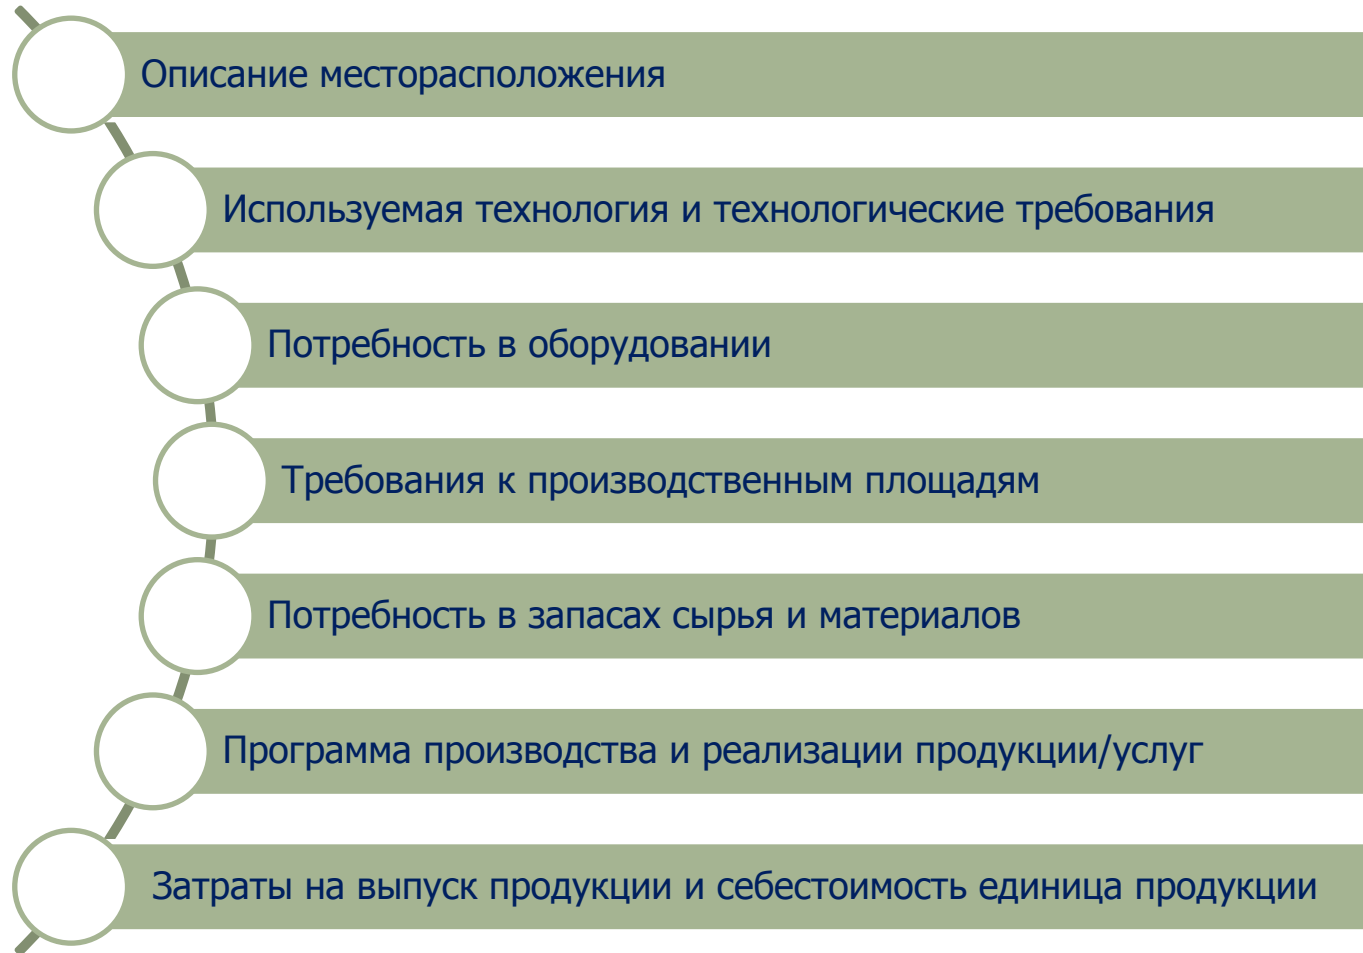 Описание месторасположения
Используемая технология и технологические требования
Потребность в оборудовании
Требования к производственным площадям
Потребность в запасах сырья и материалов
Программа производства и реализации продукции/услуг
Затраты на выпуск продукции и себестоимость единица продукции